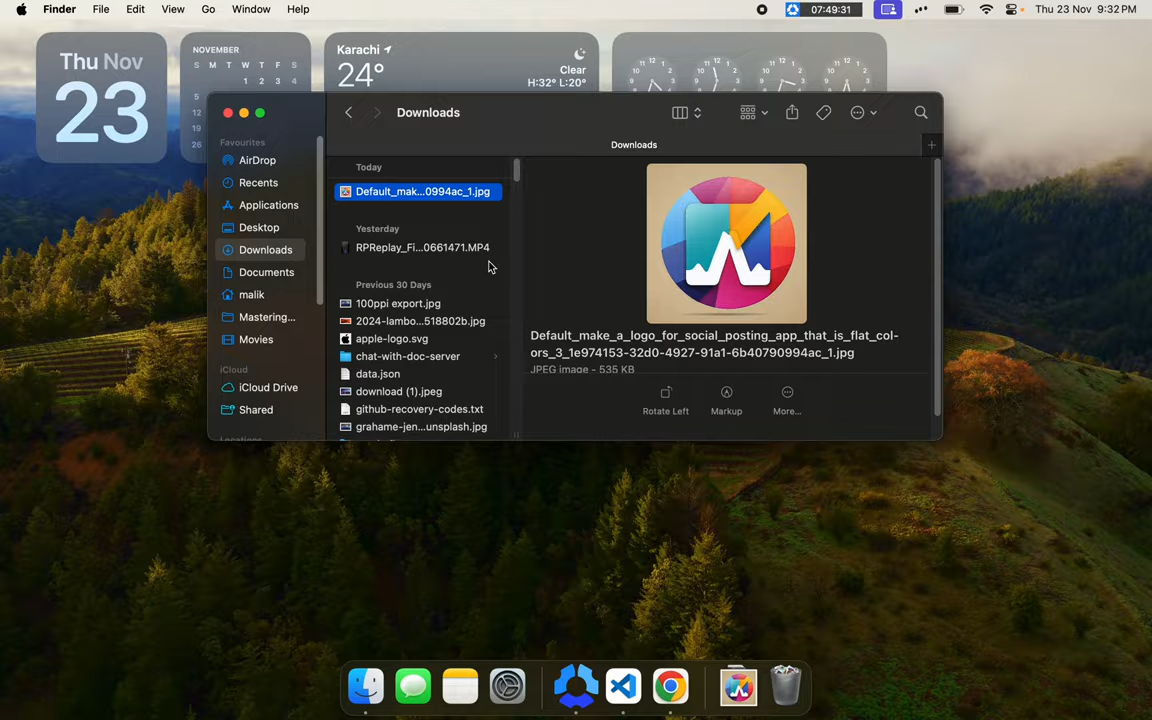 Finder File Edit View Go Window Help 07:49:31 Thu 23 Nov 9:32 PM
Thu Nov
23
NOVEMBER
S M T W T F S
1 2 3 4
5
12
19
26
Karachi
24°
Clear
H:32° L:20°
Downloads
Downloads
Favourites
AirDrop
Recents
Applications
Desktop
Downloads
Documents
malik
Mastering...
Movies
iCloud
iCloud Drive
Shared
Locations
Today
Default_mak...0994ac_1.jpg
Yesterday
RPReplay_Fi...0661471.MP4
Previous 30 Days
100ppi export.jpg
2024-lambo...518802b.jpg
apple-logo.svg
chat-with-doc-server
data.json
download (1).jpeg
github-recovery-codes.txt
grahame-jen...unsplash.jpg
Default_make_a_logo_for_social_posting_app_that_is_flat_col-
ors_3_1e974153-32d0-4927-91a1-6b40790994ac_1.jpg
JPEG image - 535 KB
Rotate Left Markup More...